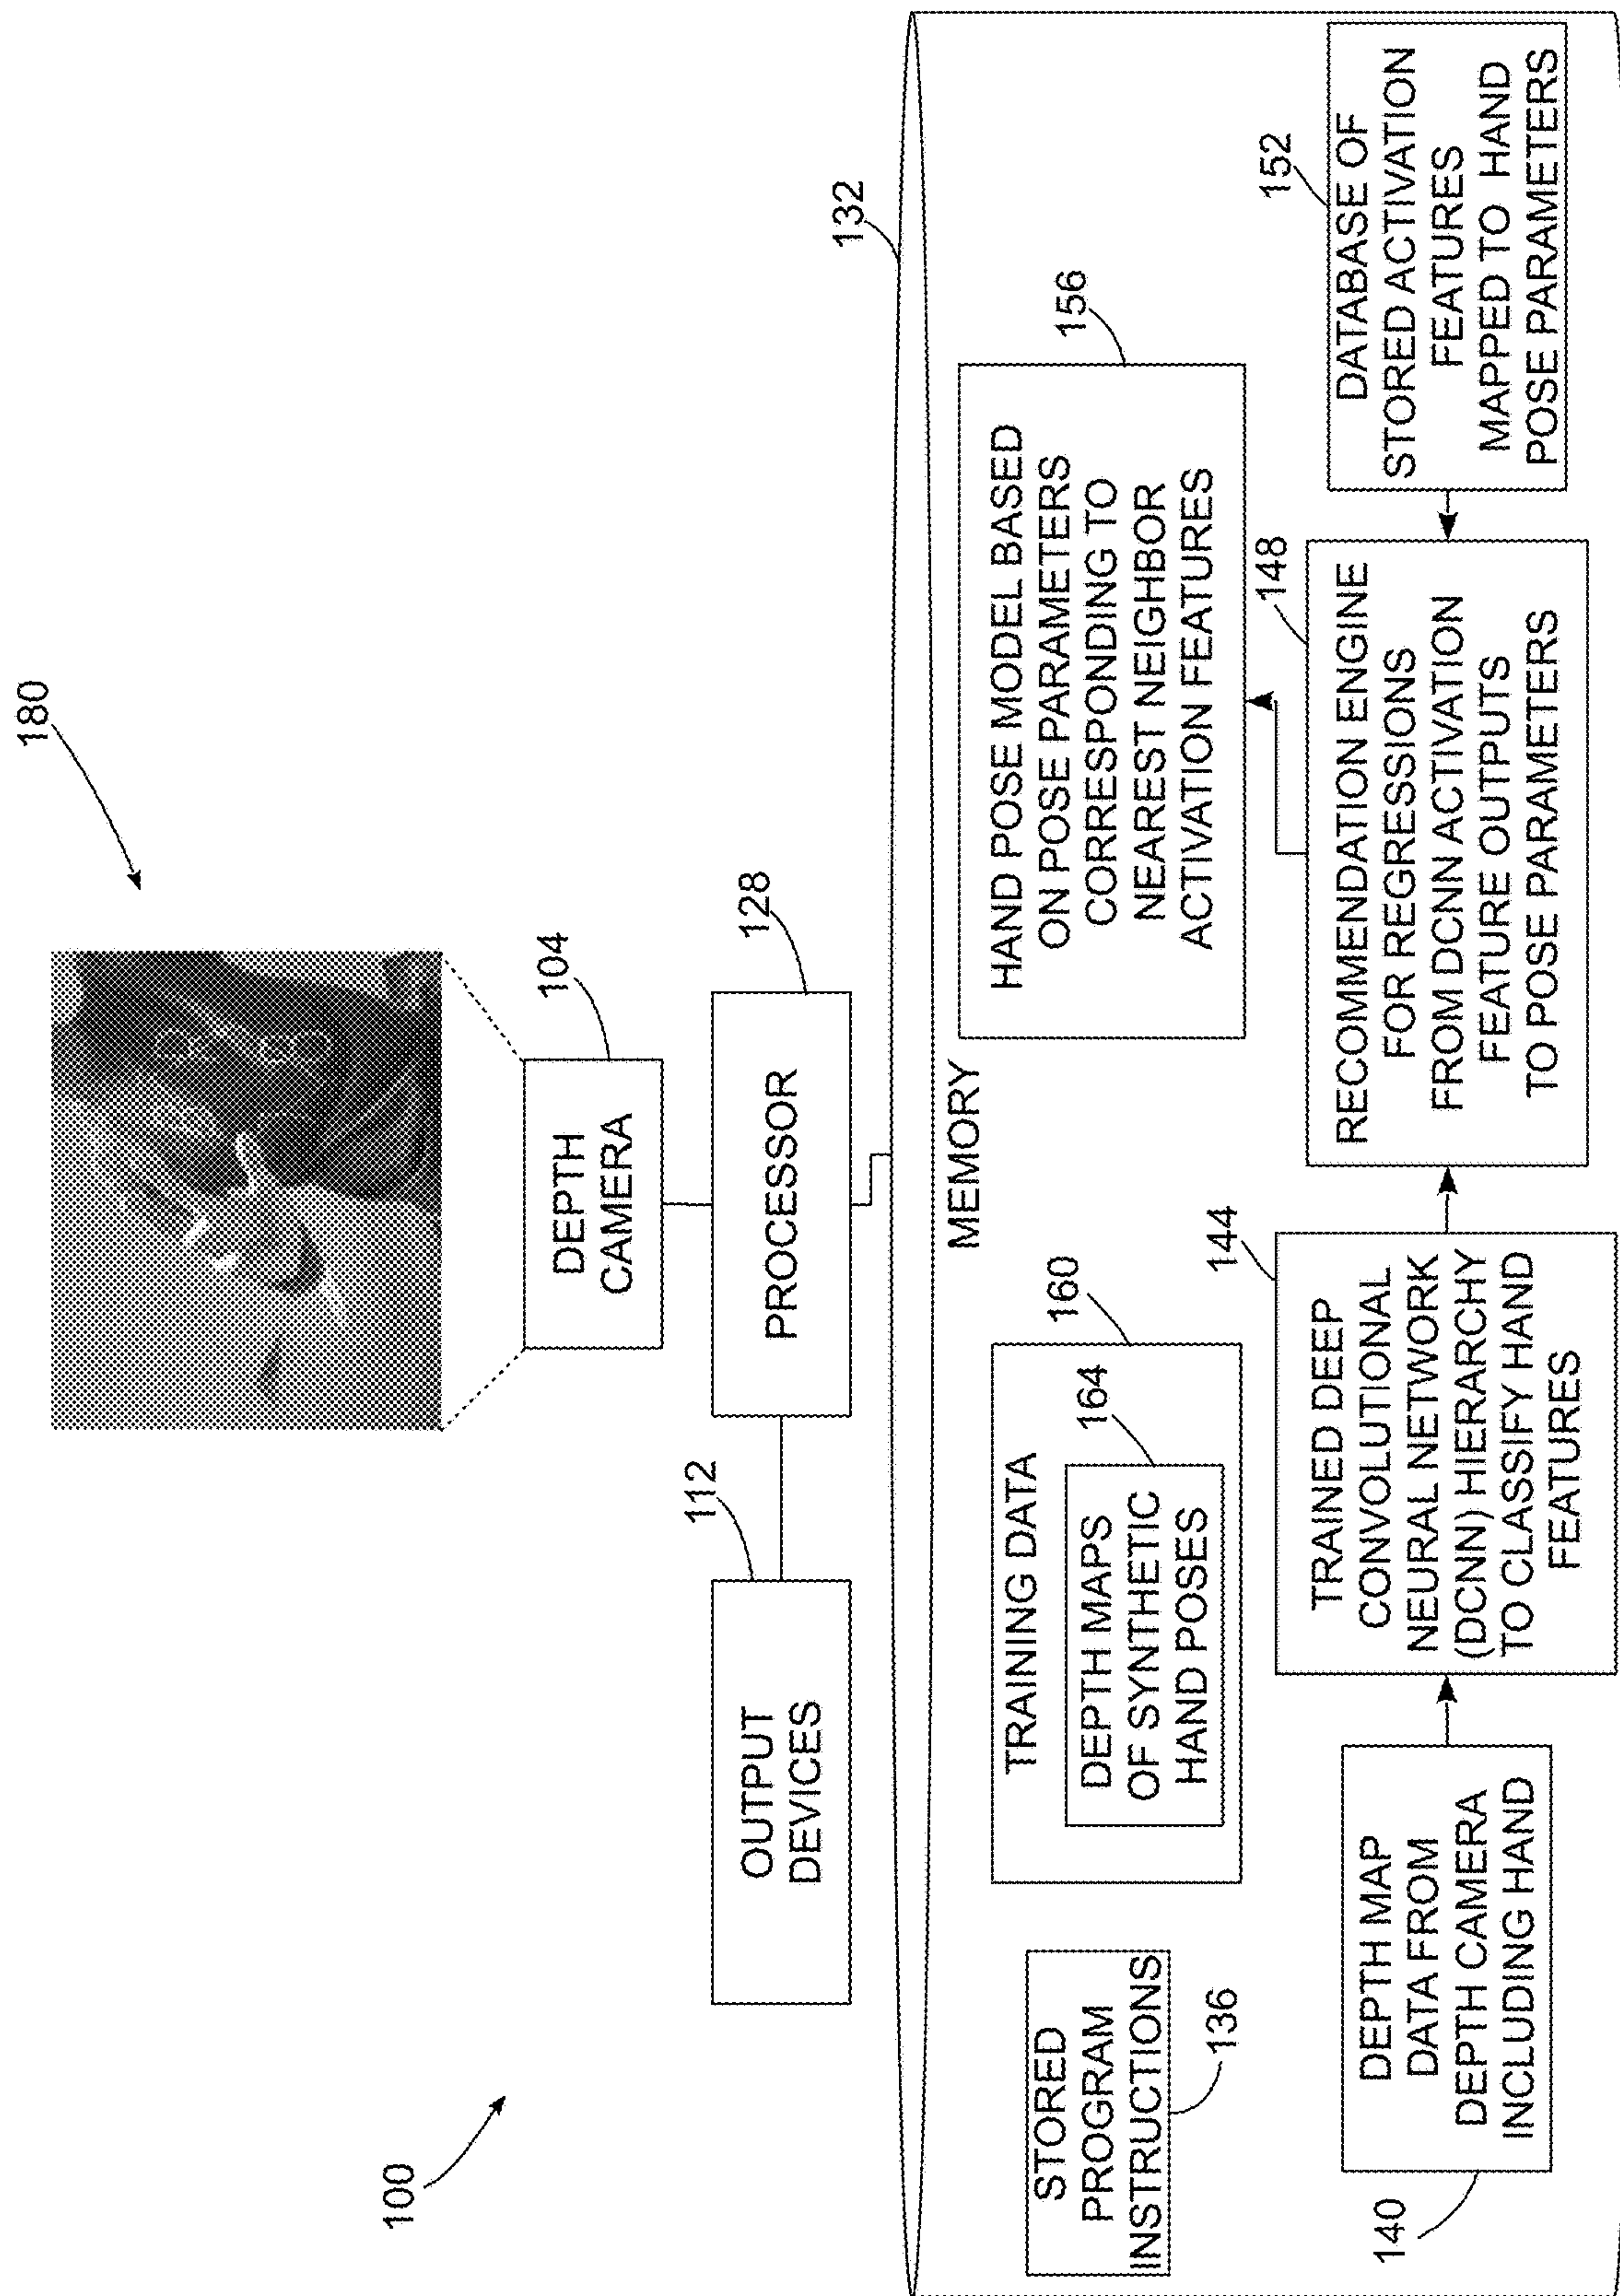 100
180
104
DEPTH
CAMERA
112
OUTPUT
DEVICES
128
PROCESSOR
132
MEMORY
STORED
PROGRAM
INSTRUCTIONS
136
160
TRAINING DATA
164
DEPTH MAPS
OF SYNTHETIC
HAND POSES
156
HAND POSE MODEL BASED
ON POSE PARAMETERS
CORRESPONDING TO
NEAREST NEIGHBOR
ACTIVATION FEATURES
140
DEPTH MAP
DATA FROM
DEPTH CAMERA
INCLUDING HAND
144
TRAINED DEEP
CONVOLUTIONAL
NEURAL NETWORK
(DCNN) HIERARCHY
TO CLASSIFY HAND
FEATURES
148
RECOMMENDATION ENGINE
FOR REGRESSIONS
FROM DCNN ACTIVATION
FEATURE OUTPUTS
TO POSE PARAMETERS
152
DATABASE OF
STORED ACTIVATION
FEATURES
MAPPED TO HAND
POSE PARAMETERS